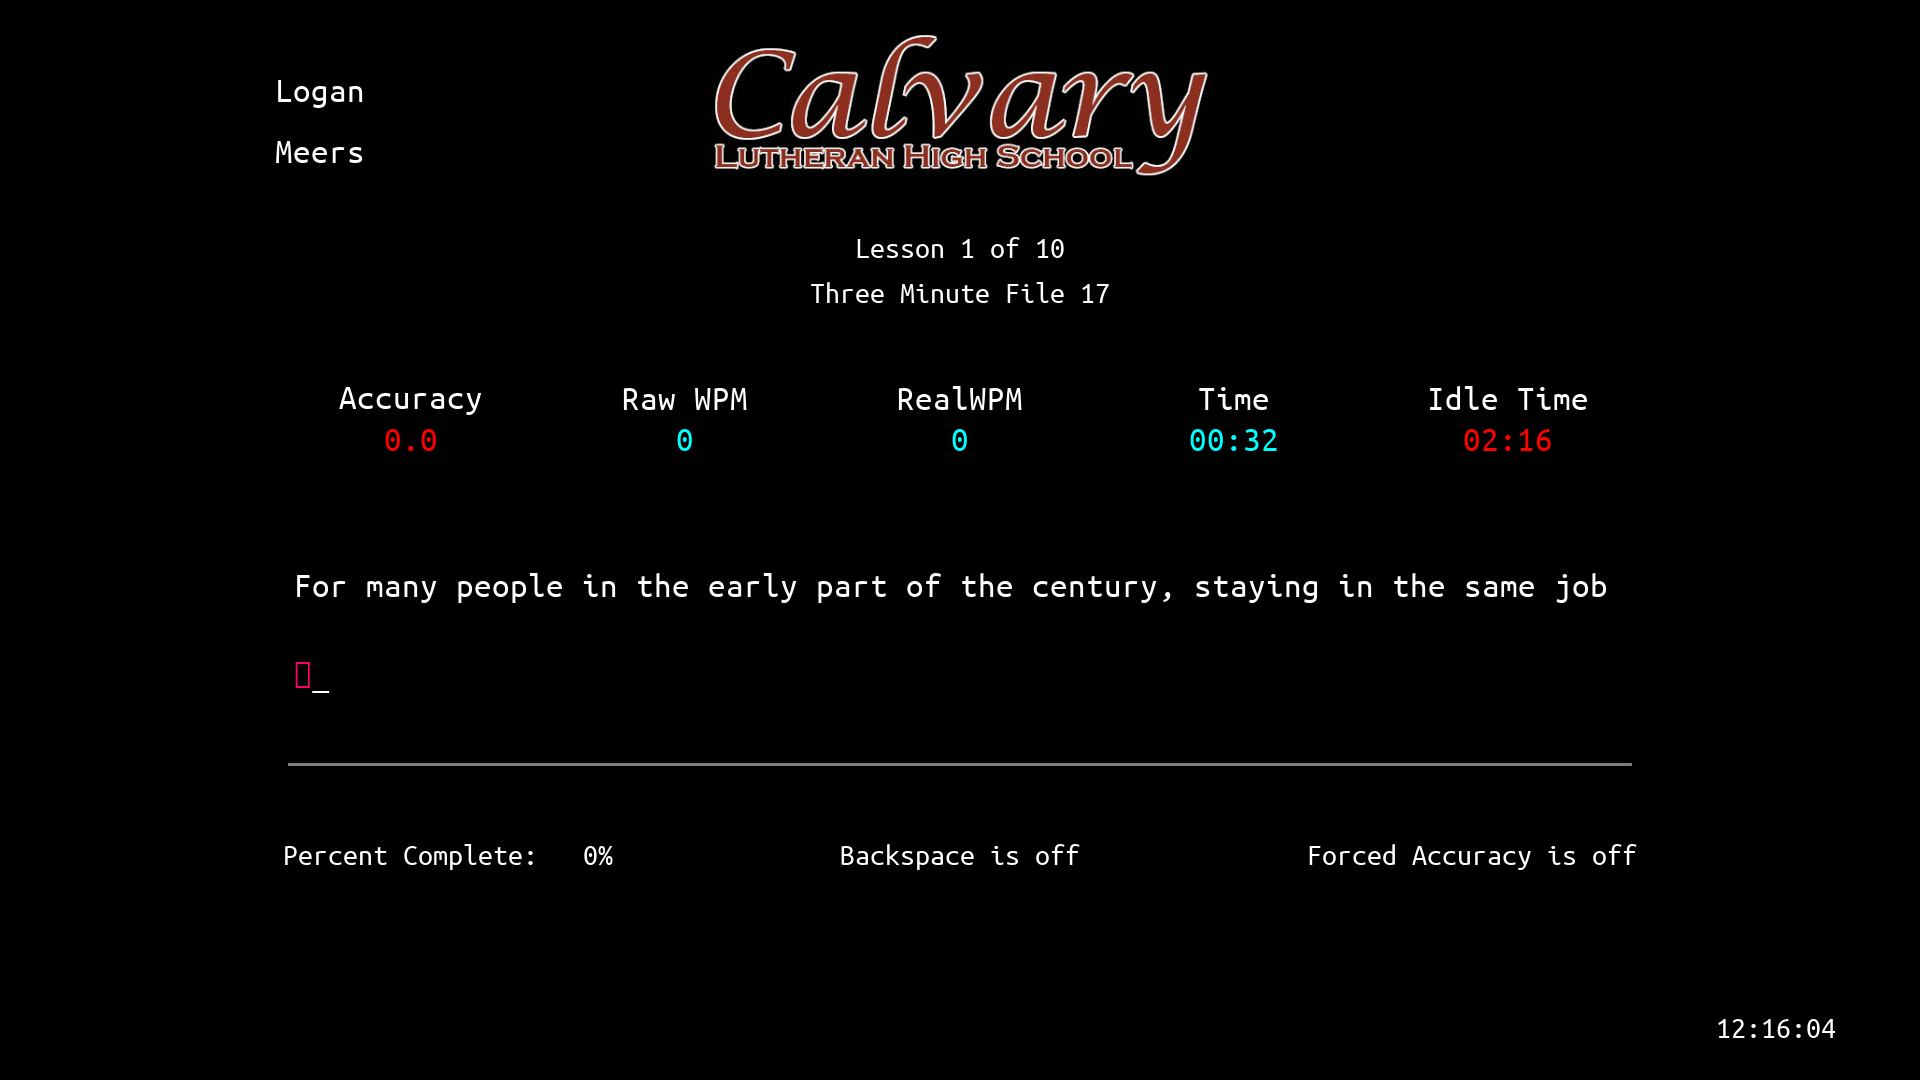 Logan
Meers
Calvary
LUTHERAN HIGH SCHOOL
Lesson 1 of 10
Three Minute File 17
Accuracy Raw WPM RealWPM Time Idle Time
0.0 0 0 00:32 02:16
For many people in the early part of the century, staying in the same job
_
Percent Complete: 0% Backspace is off Forced Accuracy is off
12:16:04